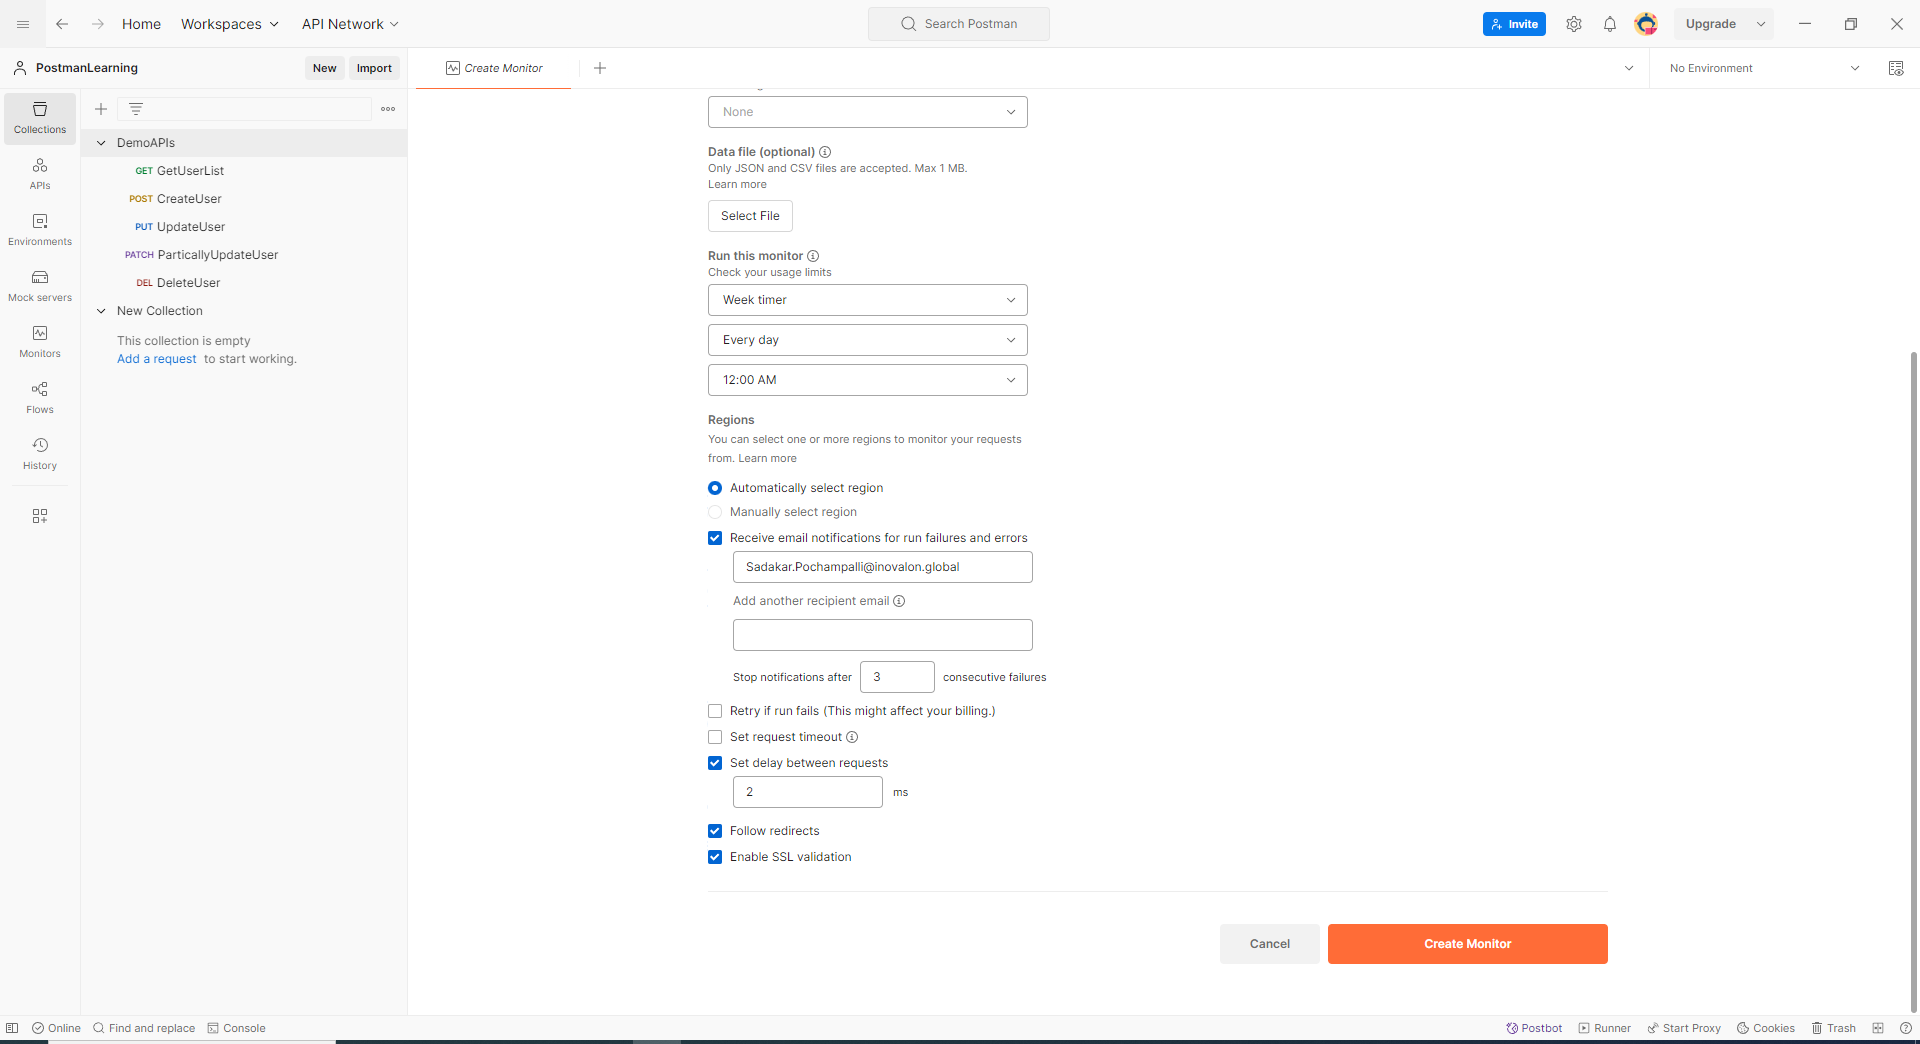 Home
Workspaces
API Network
Search Postman
Invite
Upgrade
PostmanLearning
New
Import
Create Monitor
No Environment
Collections
APIs
Environments
Mock servers
Monitors
Flows
History
DemoAPIs
GET GetUserList
POST CreateUser
PUT UpdateUser
PATCH ParticallyUpdateUser
DEL DeleteUser
New Collection
This collection is empty
Add a request to start working.
None
Data file (optional)
Only JSON and CSV files are accepted. Max 1 MB.
Learn more
Select File
Run this monitor
Check your usage limits
Week timer
Every day
12:00 AM
Regions
You can select one or more regions to monitor your requests
from. Learn more
Automatically select region
Manually select region
Receive email notifications for run failures and errors
Sadakar.Pochampalli@inovalon.global
Add another recipient email
Stop notifications after 3 consecutive failures
Retry if run fails (This might affect your billing.)
Set request timeout
Set delay between requests
2 ms
Follow redirects
Enable SSL validation
Cancel
Create Monitor
Online
Find and replace
Console
Postbot
Runner
Start Proxy
Cookies
Trash